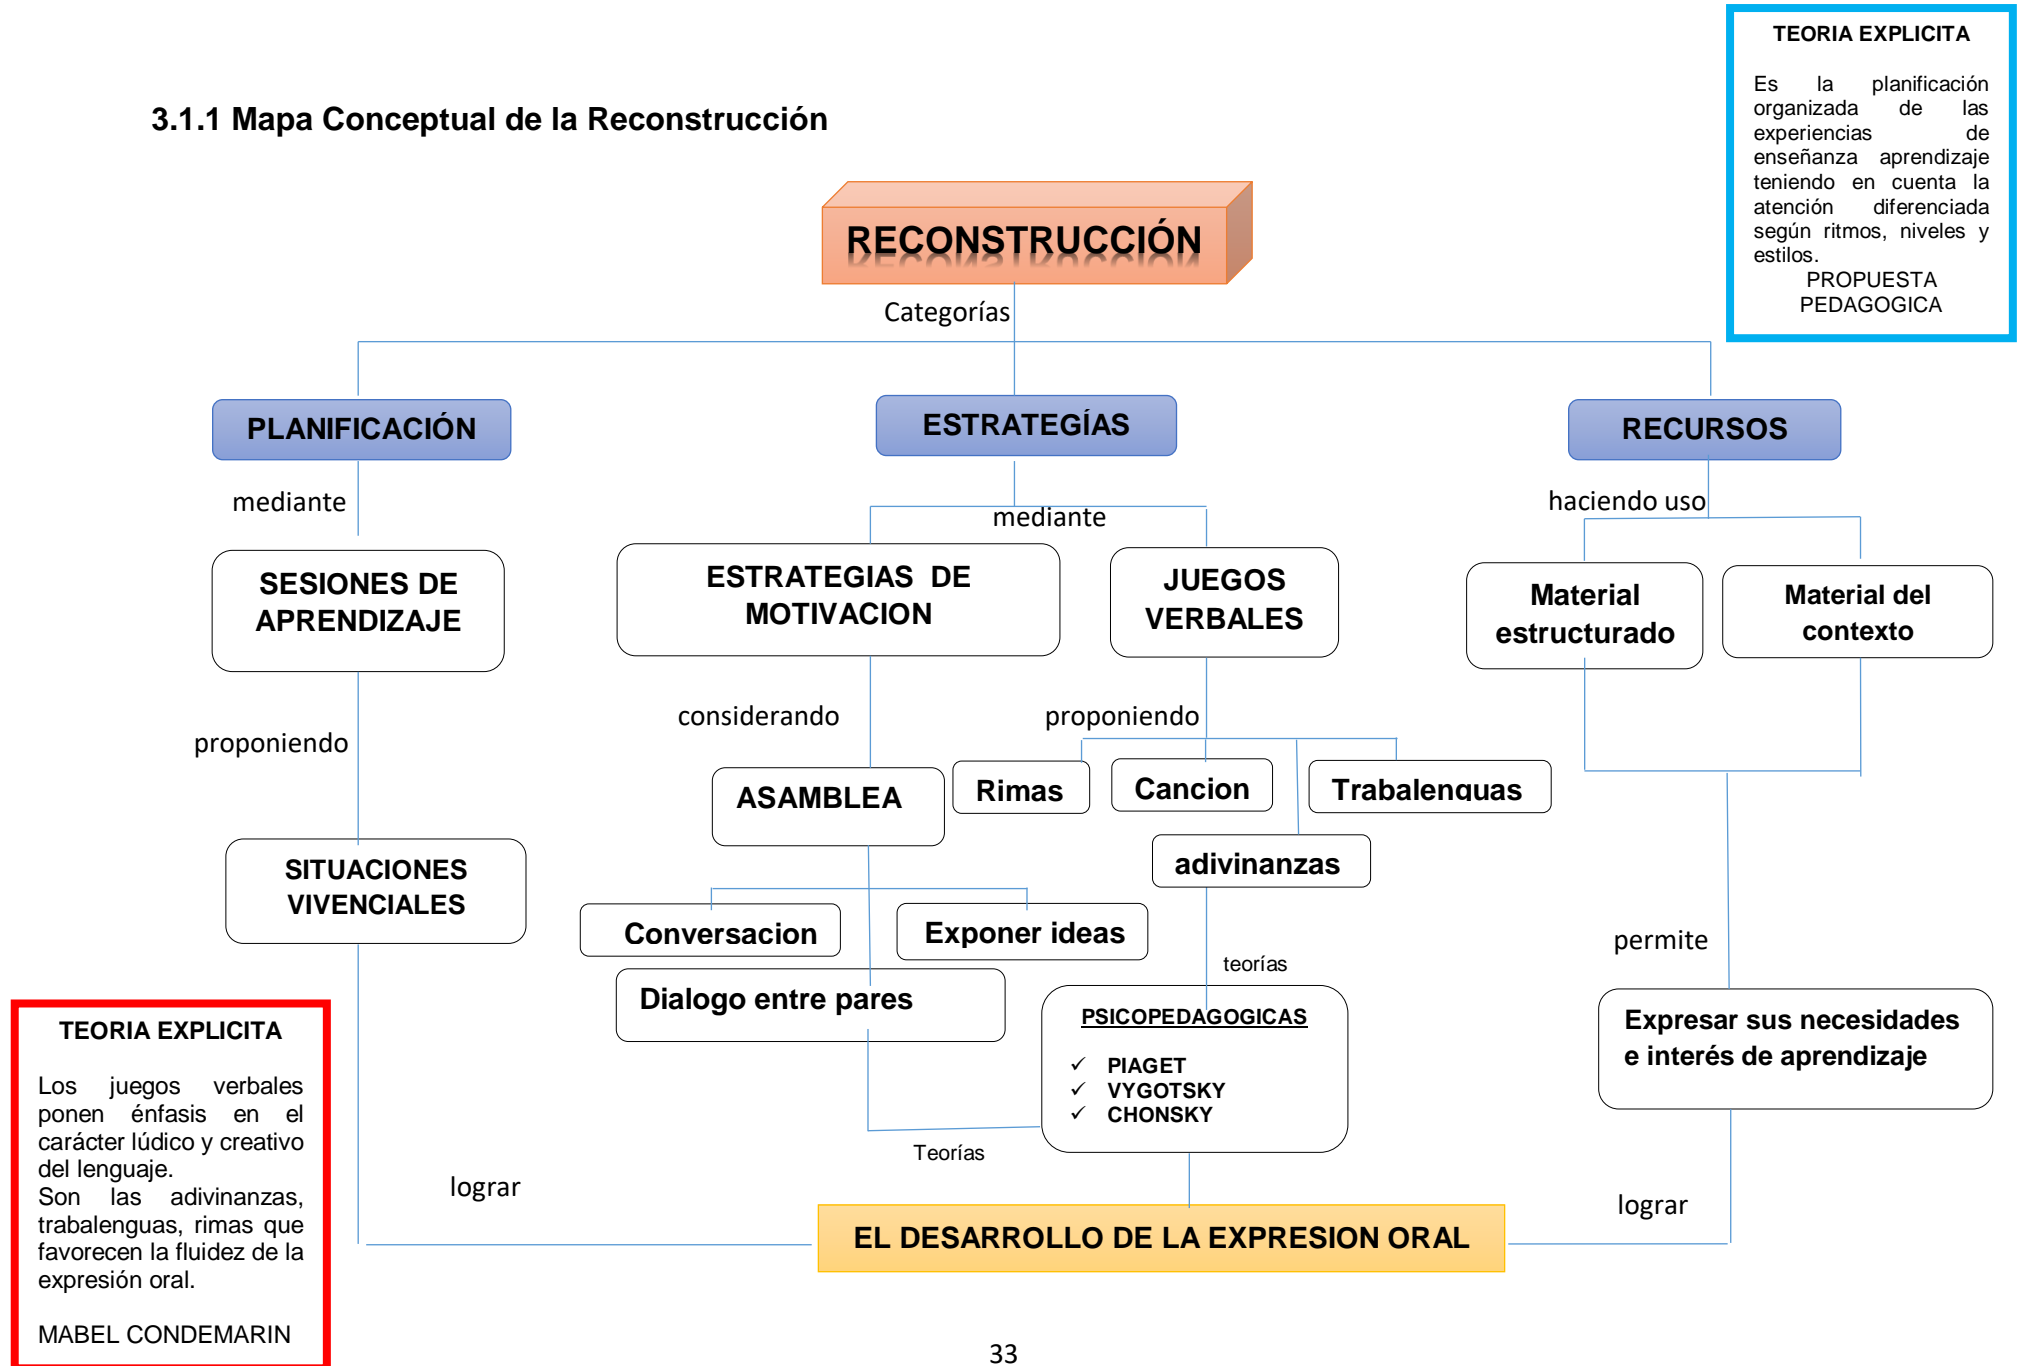 TEORIA EXPLICITA
Es la planificación
organizada de las
experiencias de
enseñanza aprendizaje
teniendo en cuenta la
atención diferenciada
según ritmos, niveles y
estilos.
PROPUESTA
PEDAGOGICA
3.1.1 Mapa Conceptual de la Reconstrucción
RECONSTRUCCIÓN
Categorías
PLANIFICACIÓN
ESTRATEGÍAS
RECURSOS
mediante
mediante
haciendo uso
SESIONES DE
APRENDIZAJE
ESTRATEGIAS DE
MOTIVACION
JUEGOS
VERBALES
Material
estructurado
Material del
contexto
proponiendo
considerando
proponiendo
ASAMBLEA
Rimas
Cancion
Trabalenguas
adivinanzas
SITUACIONES
VIVENCIALES
Conversacion
Exponer ideas
Dialogo entre pares
teorías
permite
PSICOPEDAGOGICAS
✓ PIAGET
✓ VYGOTSKY
✓ CHONSKY
Expresar sus necesidades
e interés de aprendizaje
TEORIA EXPLICITA
Los juegos verbales
ponen énfasis en el
carácter lúdico y creativo
del lenguaje.
Son las adivinanzas,
trabalenguas, rimas que
favorecen la fluidez de la
expresión oral.
MABEL CONDEMARIN
Teorías
lograr
lograr
EL DESARROLLO DE LA EXPRESION ORAL
33